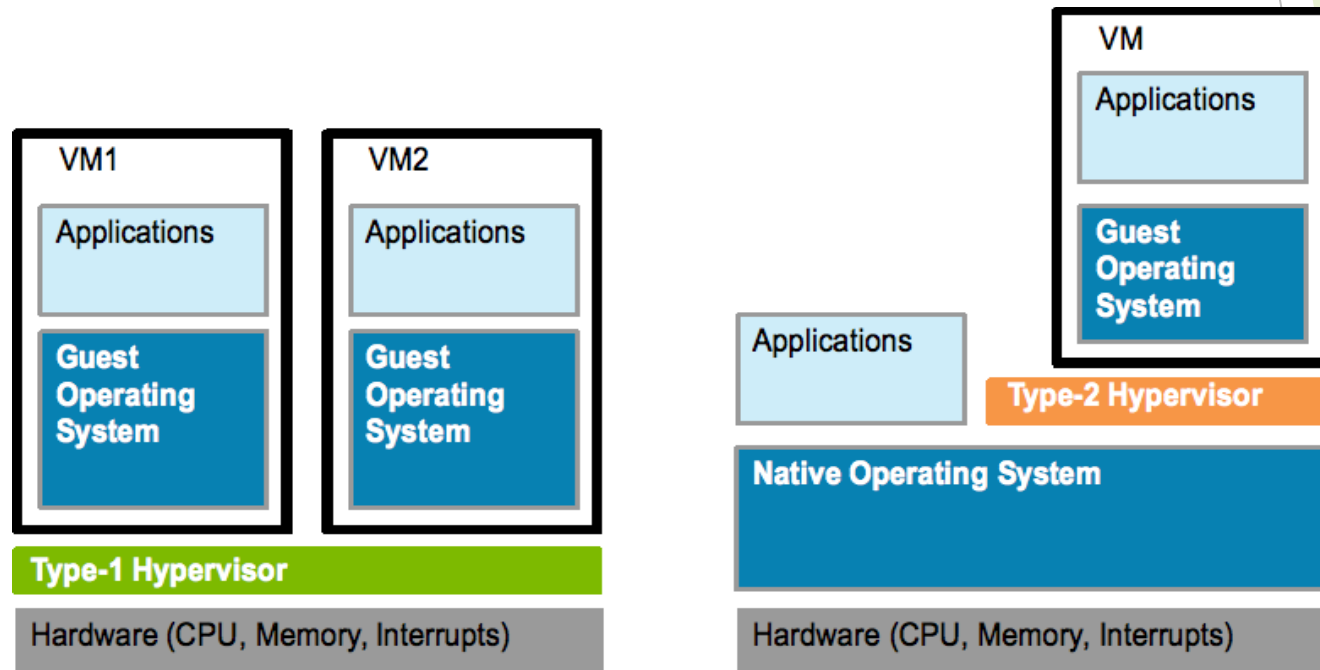 VM1
Applications
Guest
Operating
System
VM2
Applications
Guest
Operating
System
Type-1 Hypervisor
Hardware (CPU, Memory, Interrupts)
VM
Applications
Guest
Operating
System
Applications
Type-2 Hypervisor
Native Operating System
Hardware (CPU, Memory, Interrupts)